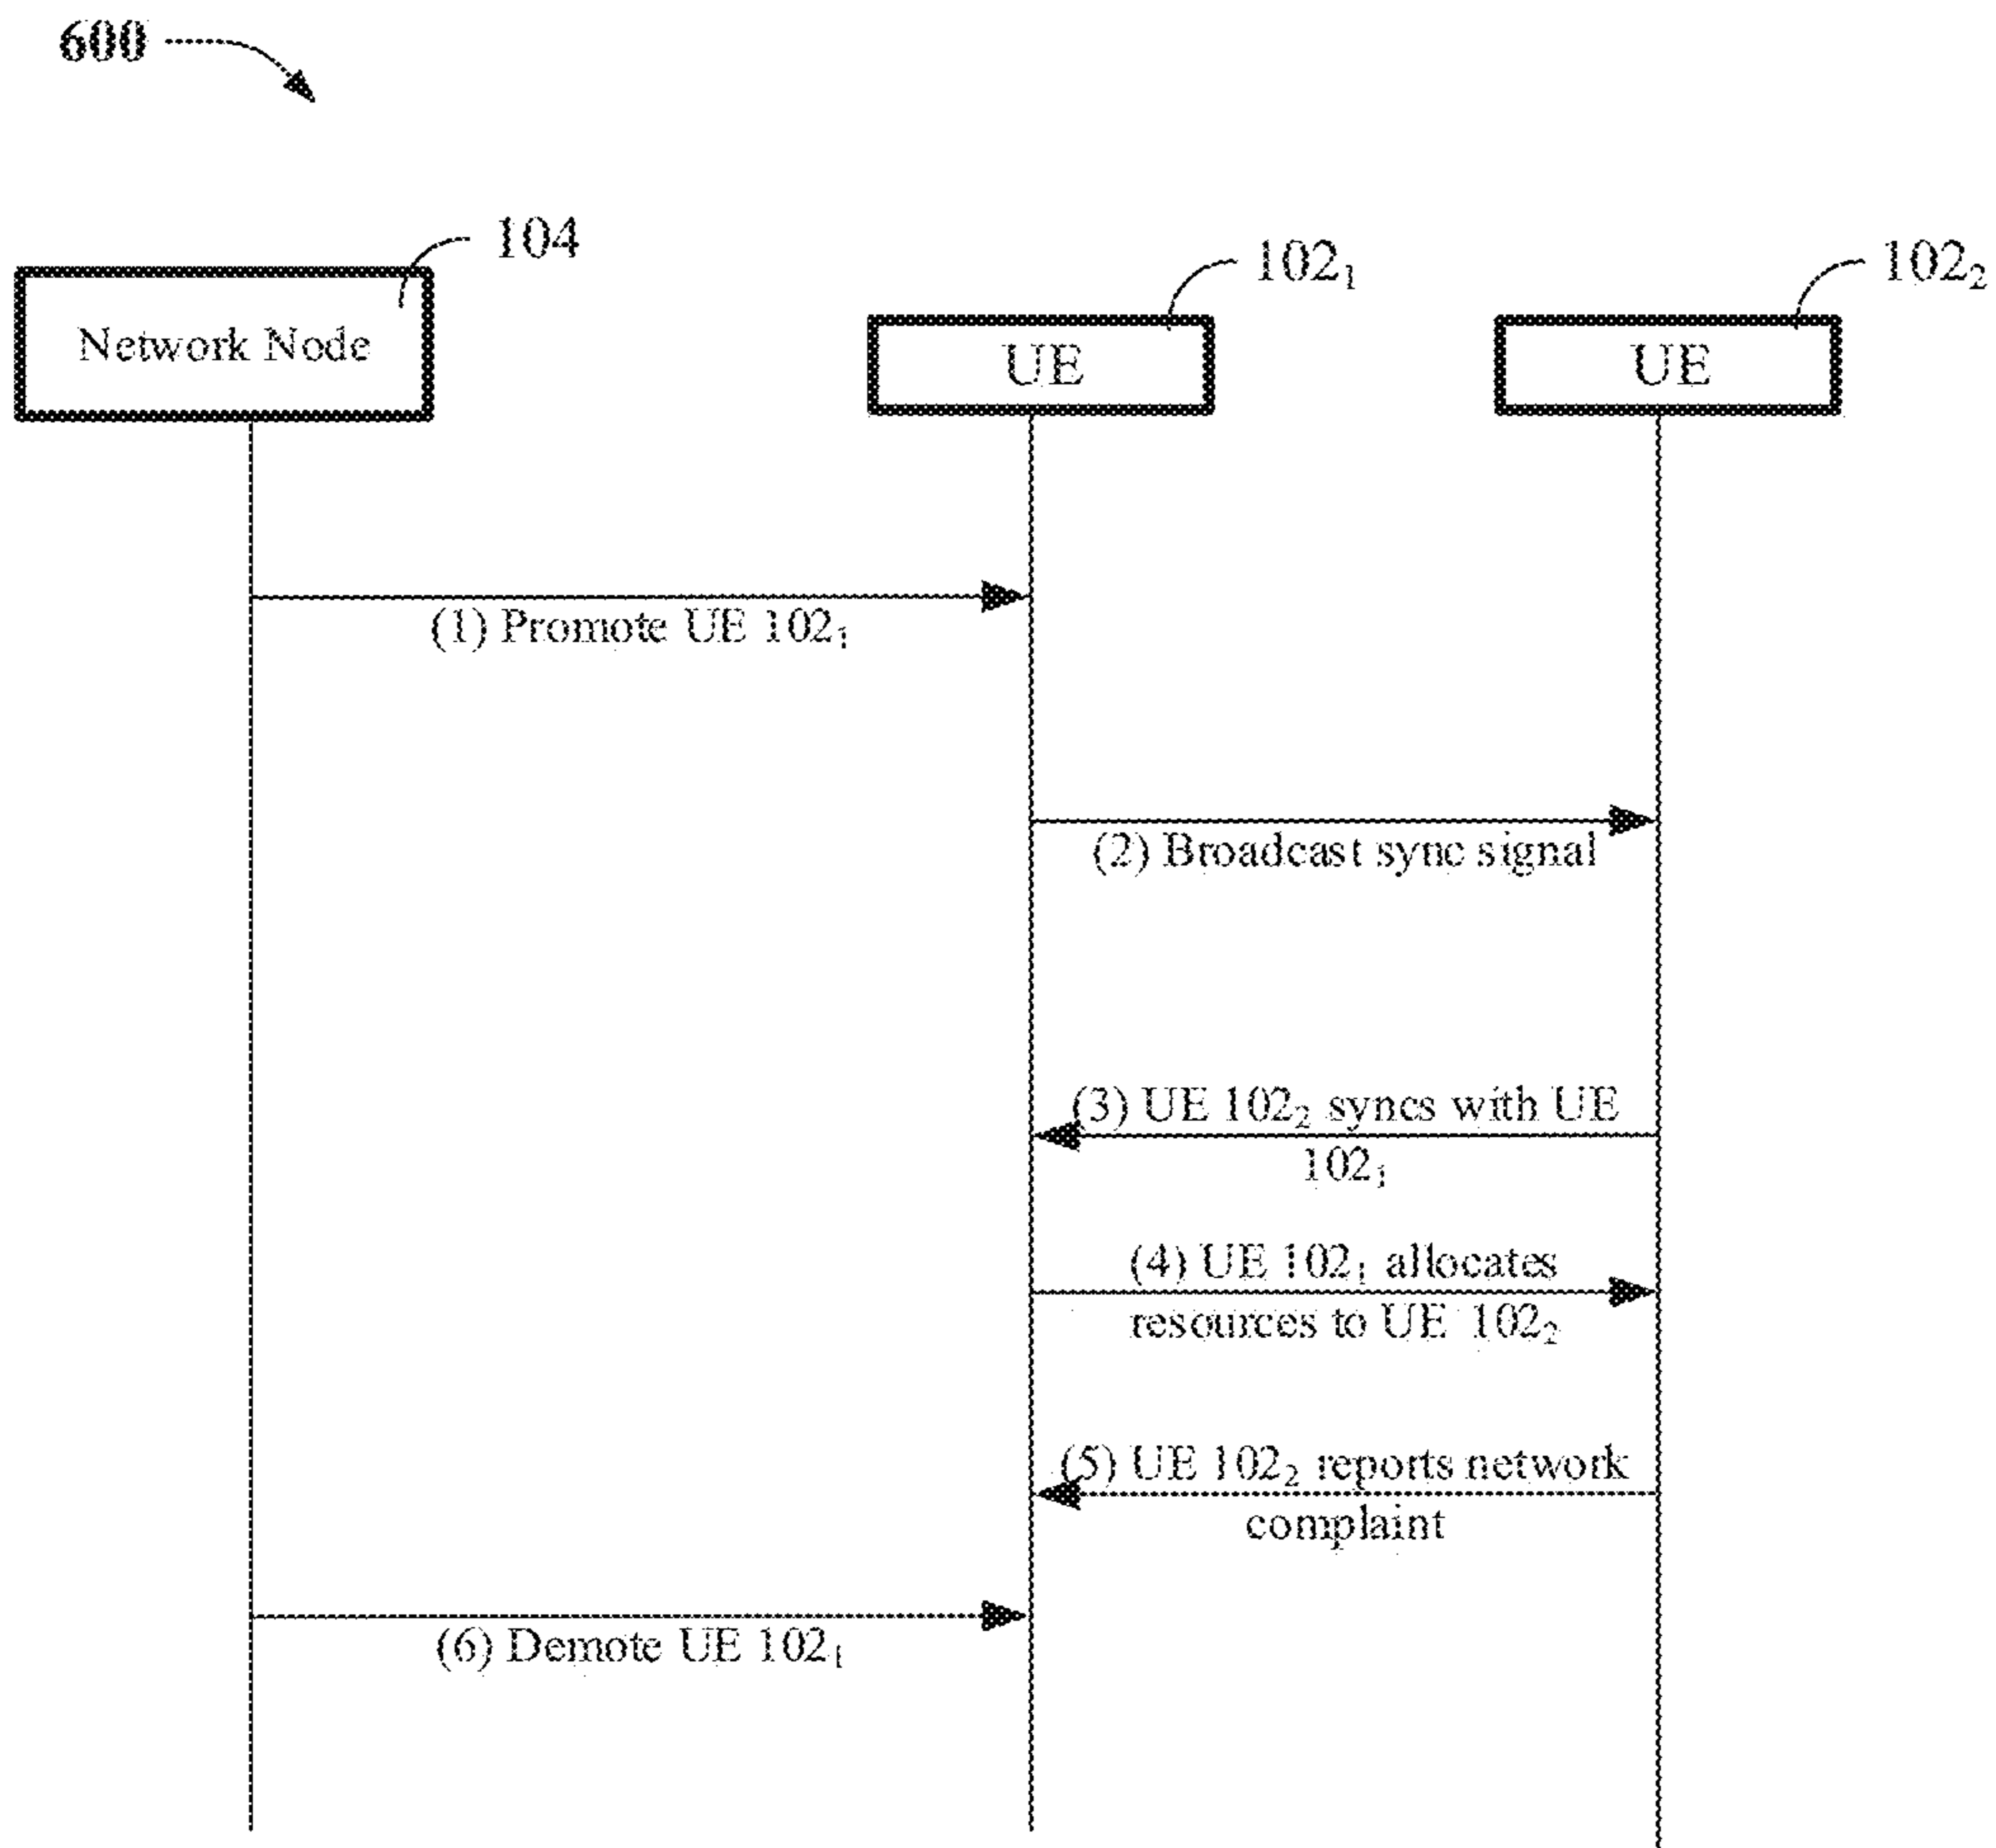 600
104
102₁
102₂
Network Node
UE
UE
(1) Promote UE 102₁
(2) Broadcast sync signal
(3) UE 102₂ syncs with UE
102₁
(4) UE 102₁ allocates
resources to UE 102₂
(5) UE 102₂ reports network
complaint
(6) Demote UE 102₁